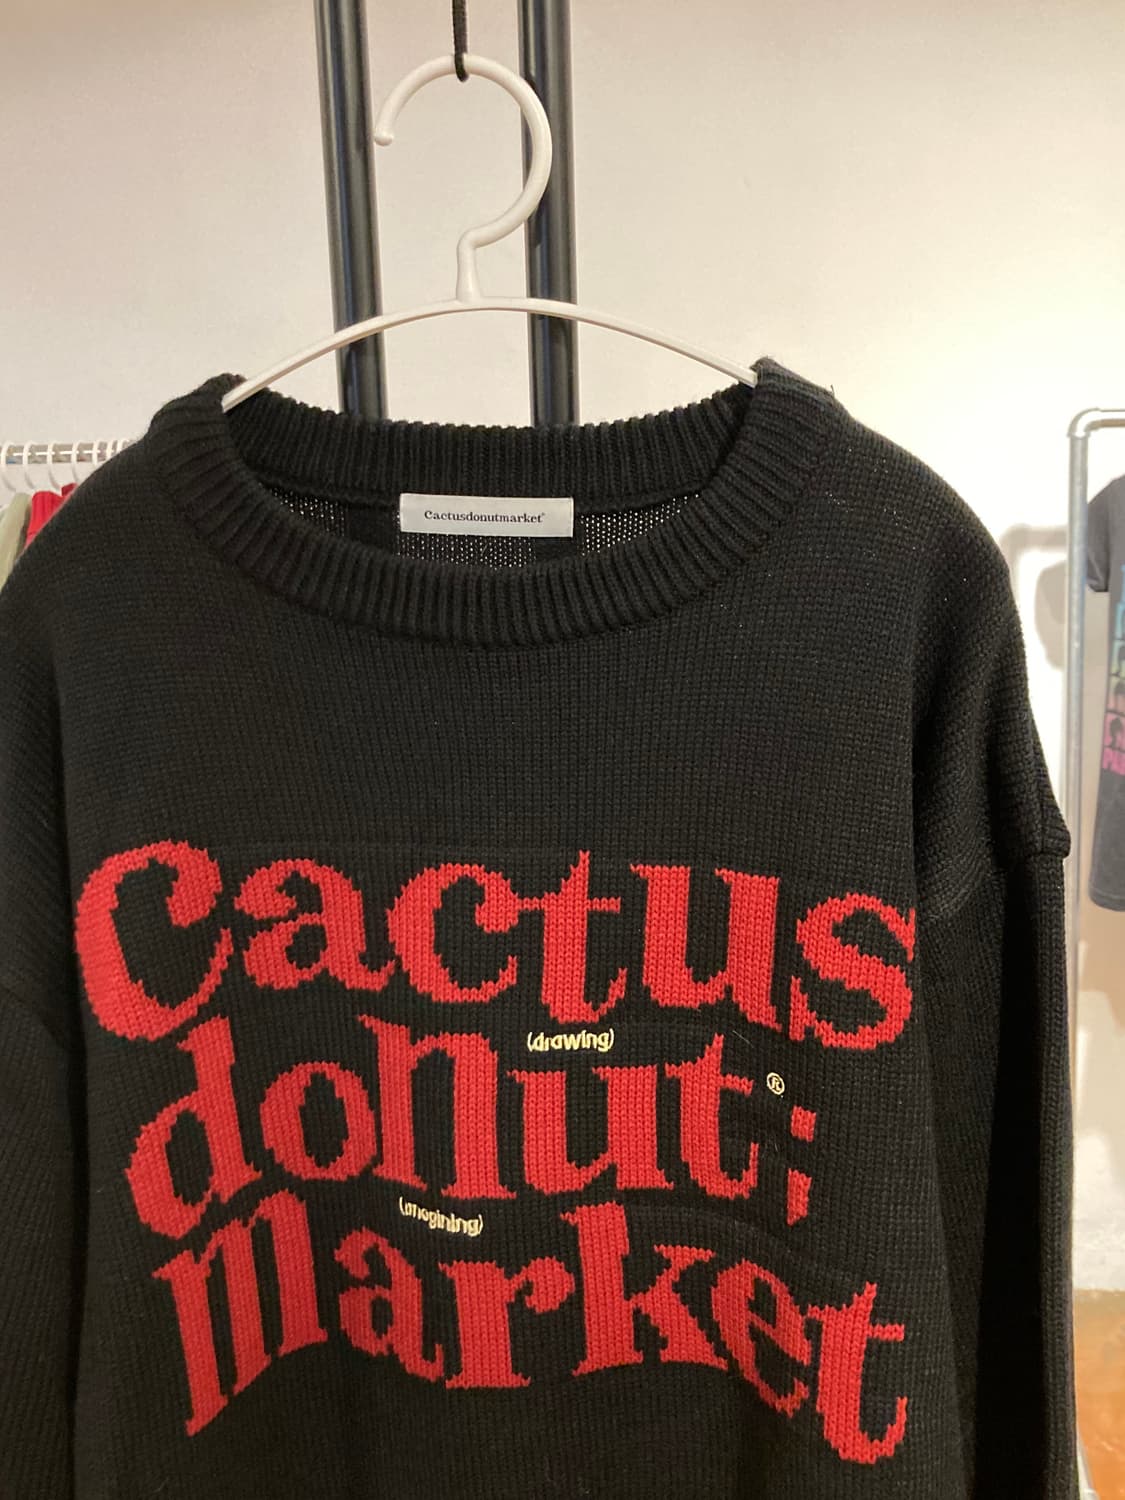 Cactusdonutmarket®
Cactus
(drawing)
donut;®
(imagining)
market